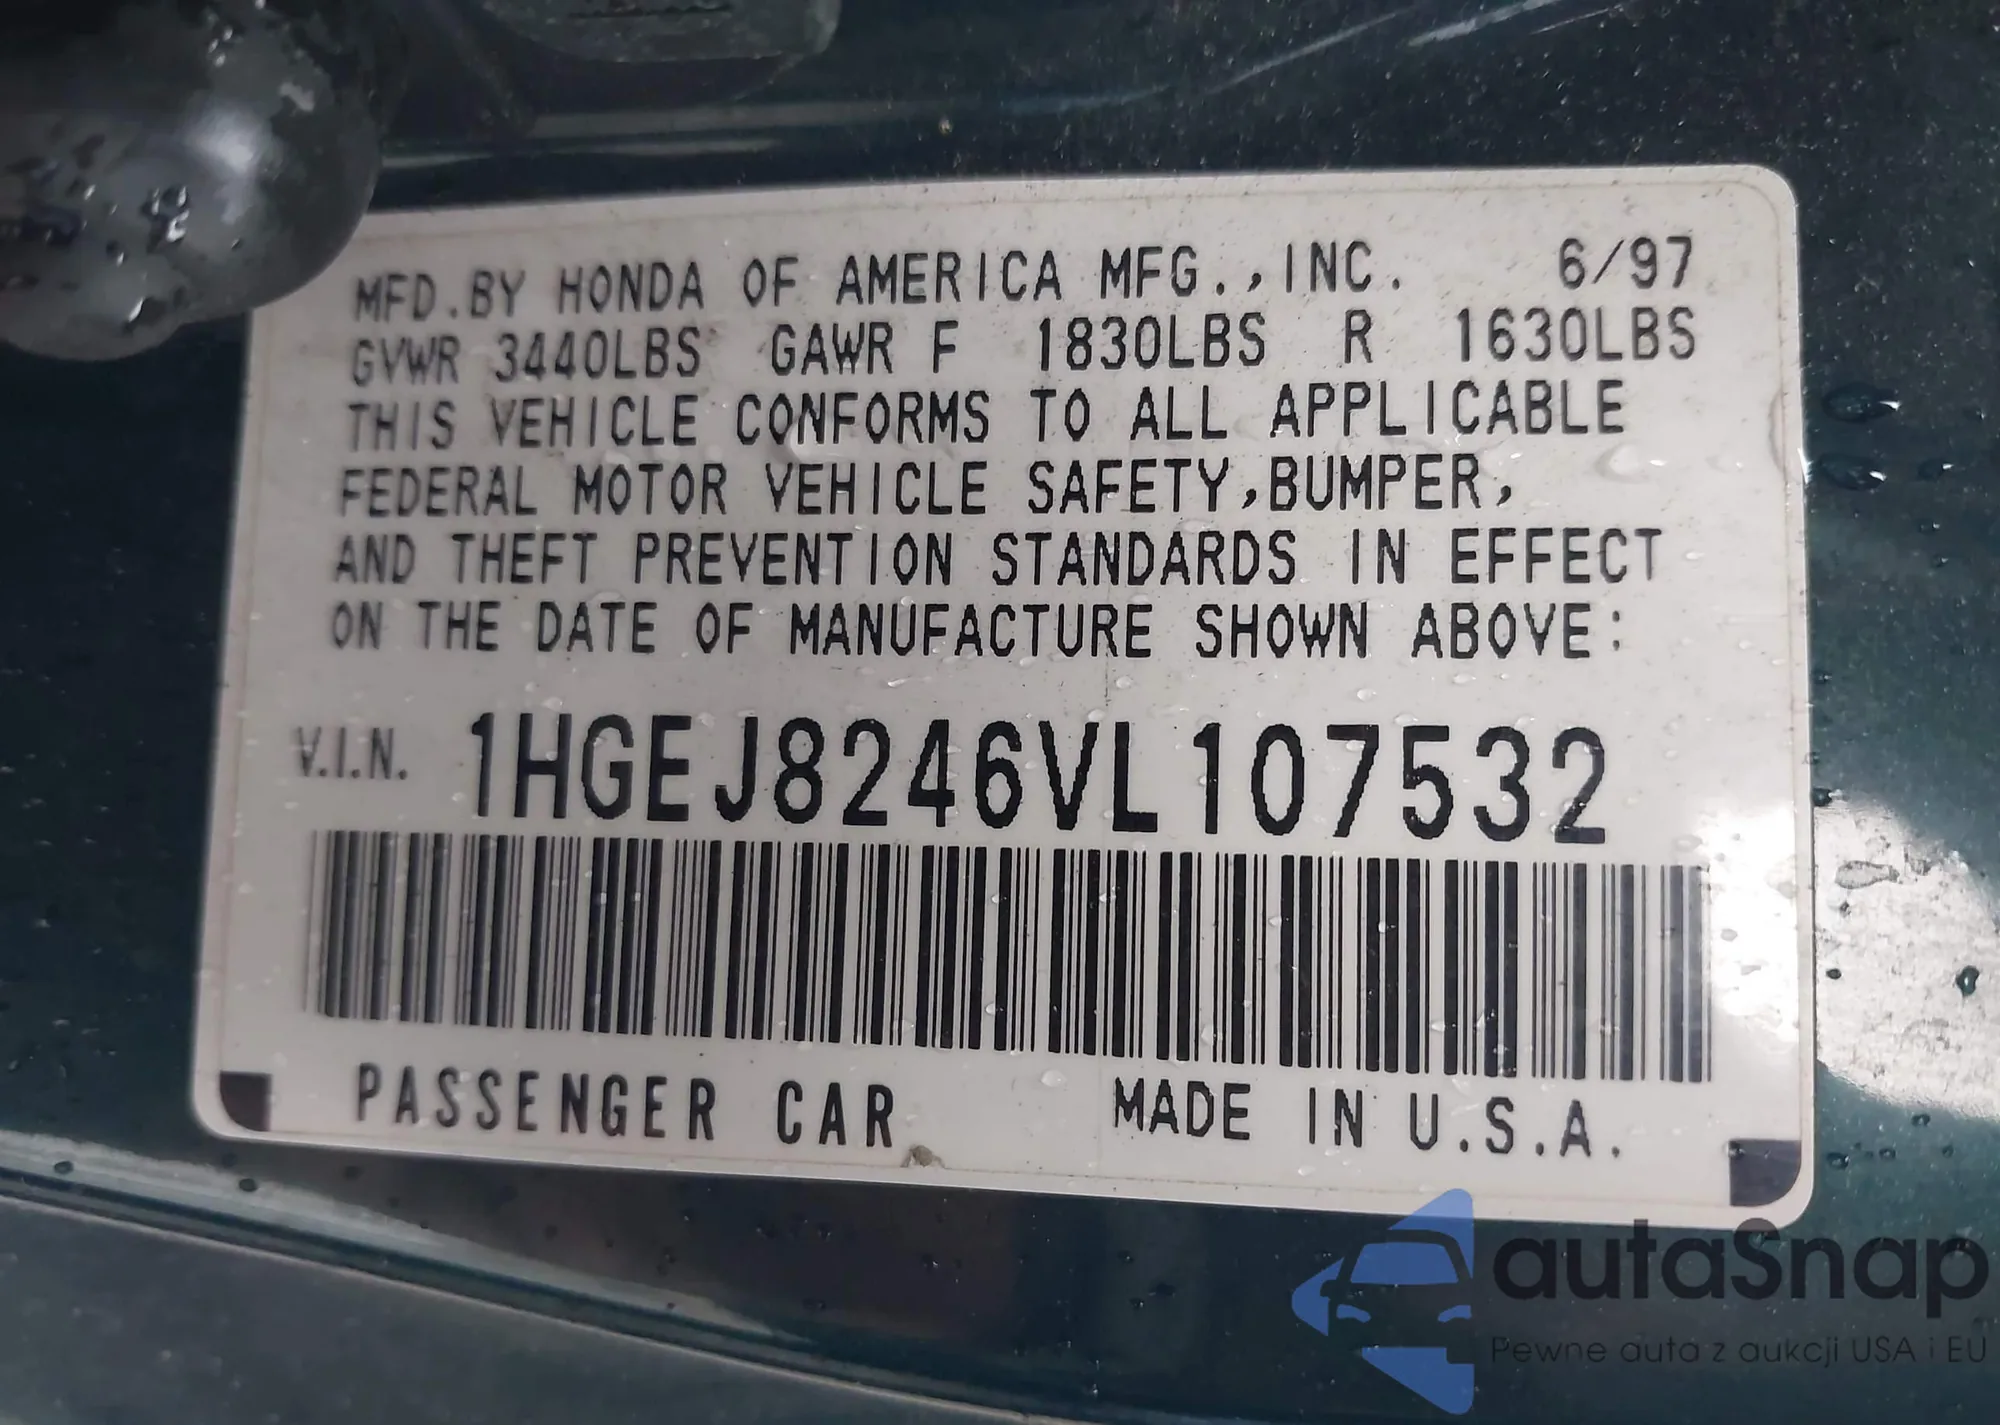 MFD.BY HONDA OF AMERICA MFG.,INC. 6/97
GVWR 3440LBS GAWR F 1830LBS R 1630LBS
THIS VEHICLE CONFORMS TO ALL APPLICABLE
FEDERAL MOTOR VEHICLE SAFETY,BUMPER,
AND THEFT PREVENTION STANDARDS IN EFFECT
ON THE DATE OF MANUFACTURE SHOWN ABOVE:
V.I.N. 1HGEJ8246VL107532
PASSENGER CAR MADE IN U.S.A.
autaSnap
Pewne auta z aukcji USA i EU